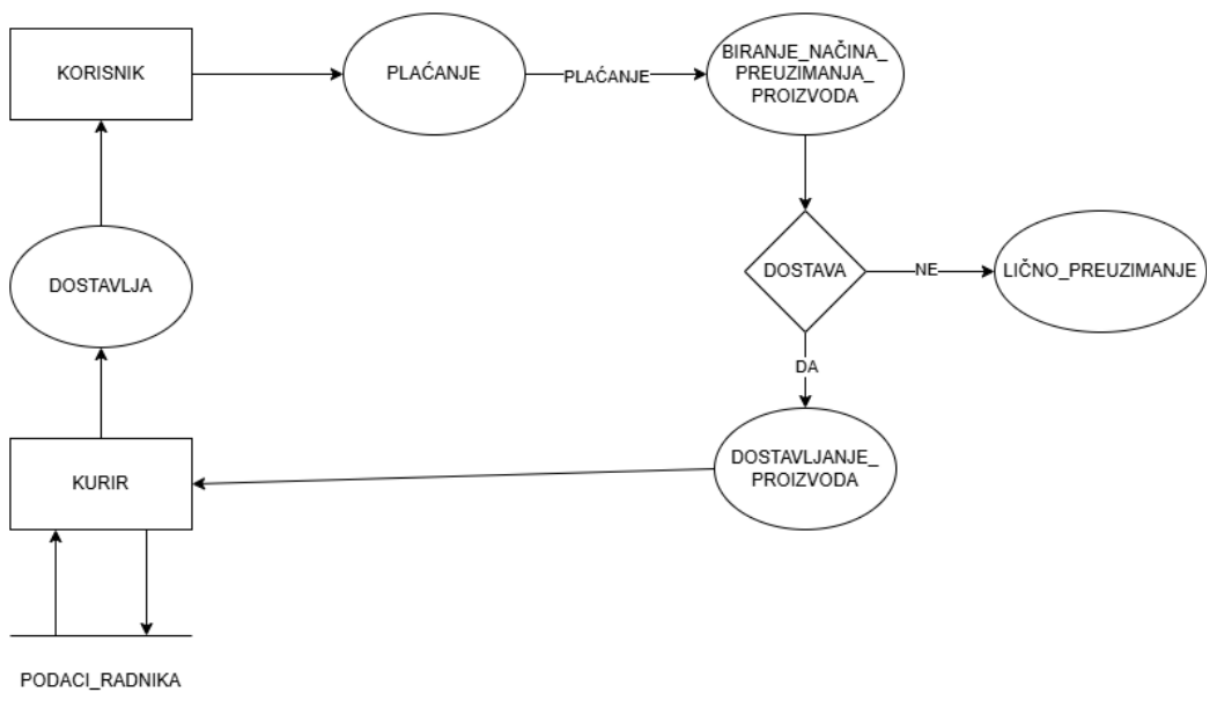 KORISNIK
PLAĆANJE
PLAĆANJE
BIRANJE_NAČINA_
PREUZIMANJA_
PROIZVODA
DOSTAVLJA
DOSTAVA
NE
LIČNO_PREUZIMANJE
DA
KURIR
DOSTAVLJANJE_
PROIZVODA
PODACI_RADNIKA